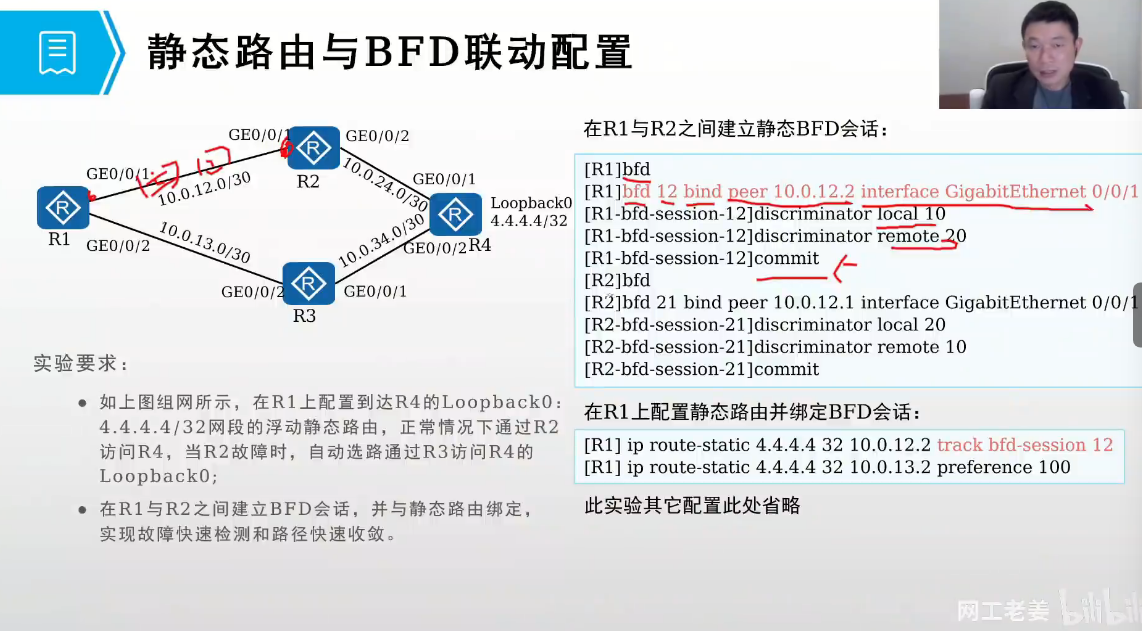 静态路由与BFD联动配置
GE0/0/1
GE0/0/2
GE0/0/1
10.0.12.0/30
R2
10.0.24.0/30
GE0/0/1
Loopback0
4.4.4.4/32
R1
GE0/0/2
10.0.13.0/30
10.0.34.0/30
GE0/0/2
R4
GE0/0/2
GE0/0/1
R3
实验要求：
● 如上图组网所示，在R1上配置到达R4的Loopback0：
4.4.4.4/32网段的浮动静态路由，正常情况下通过R2
访问R4，当R2故障时，自动选路通过R3访问R4的
Loopback0;
● 在R1与R2之间建立BFD会话，并与静态路由绑定，
实现故障快速检测和路径快速收敛。
在R1与R2之间建立静态BFD会话：
[R1]bfd
[R1]bfd 12 bind peer 10.0.12.2 interface GigabitEthernet 0/0/1
[R1-bfd-session-12]discriminator local 10
[R1-bfd-session-12]discriminator remote 20
[R1-bfd-session-12]commit
[R2]bfd
[R2]bfd 21 bind peer 10.0.12.1 interface GigabitEthernet 0/0/1
[R2-bfd-session-21]discriminator local 20
[R2-bfd-session-21]discriminator remote 10
[R2-bfd-session-21]commit
在R1上配置静态路由并绑定BFD会话：
[R1] ip route-static 4.4.4.4 32 10.0.12.2 track bfd-session 12
[R1] ip route-static 4.4.4.4 32 10.0.13.2 preference 100
此实验其它配置此处省略
网工老姜 bilibili